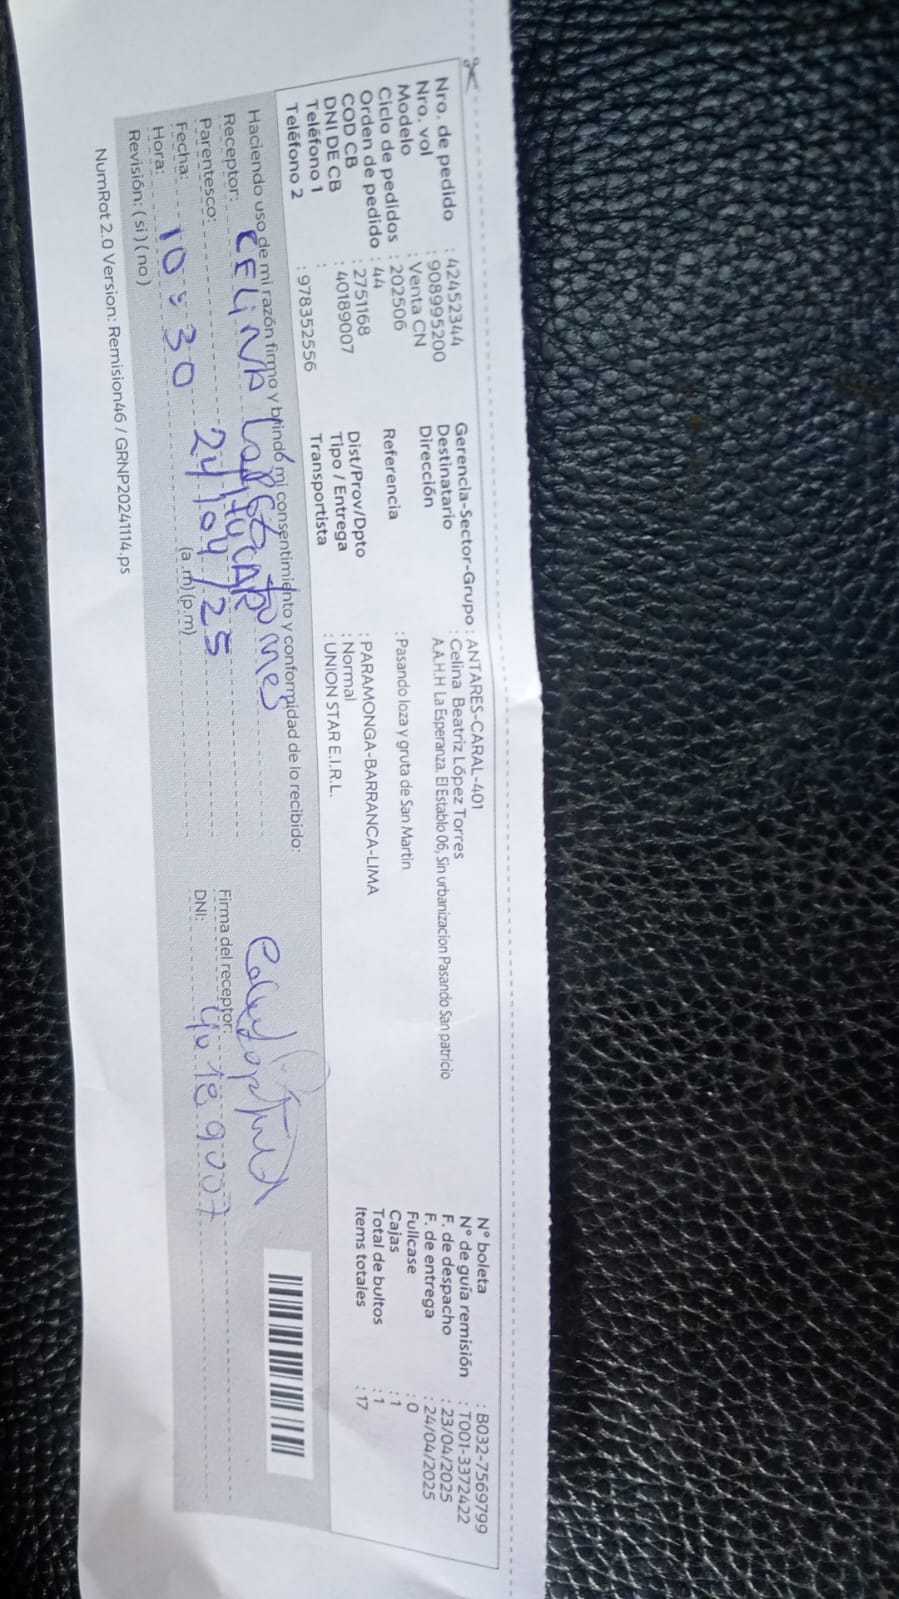 Nro. de pedido : 42452344
Nro. vol : 9089952​00
Modelo : Venta CN
Ciclo de pedidos : 202506
Orden de pedido : 44
COD CB : 2751168
DNI DE CB : 40189007
Teléfono 1 :
Teléfono 2 : 978352556
Gerencia-Sector-Grupo : ANTARES-CARAL-401
Destinatario : Celina Beatriz López Torres
Dirección A.A.H.H La Esperanza. El Establo 06, Sin urbanizacion Pasando San patricio
Referencia : Pasando loza y gruta de San Martin
Dist/Prov/Dpto : PARAMONGA-BARRANCA-LIMA
Tipo / Entrega : Normal
Transportista : UNION STAR E.I.R.L.
N° boleta : B032-7569799
N° de guía remisión : T001-3372422
F. de despacho : 23/04/2025
F. de entrega : 24/04/2025
Fullcase : 0
Cajas : 1
Total de bultos : 1
Items totales : 17
Haciendo uso de mi razón firmo y brindó mi consentimiento y conformidad de lo recibido:
Receptor: CELINA
Parentesco: TITULAR
Fecha: 24/04/25
Hora: 10:30 (a.m) (p.m)
Revisión: ( si ) ( no )
Firma del receptor:
DNI: 40189007
NumRot 2.0 Version: Remision46 / GRNP20241114.ps